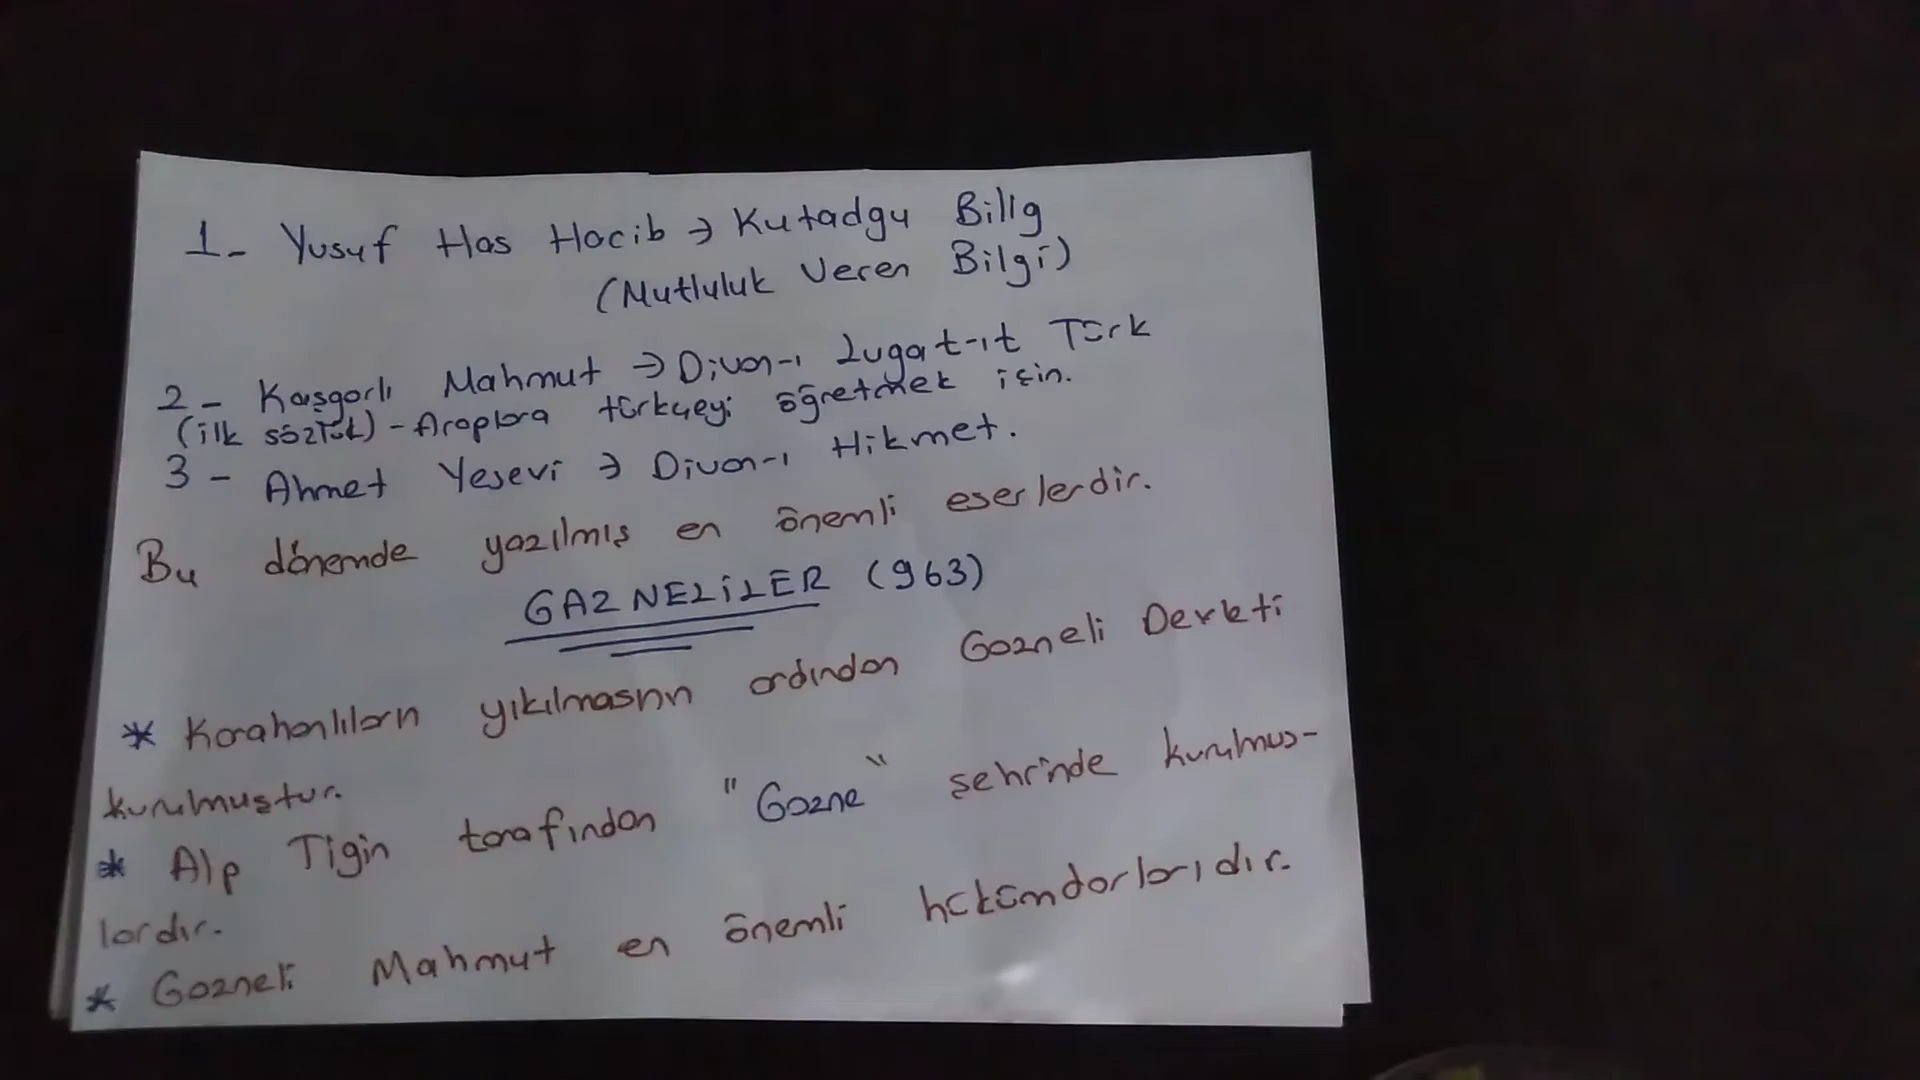 1- Yusuf Has Hacib → Kutadgu Bilig
(Mutluluk Veren Bilgi)
2- Kaşgarlı Mahmut → Divan-ı Lugat-ıt Türk
(ilk sözlük) - Araplara türkçeyi öğretmek için.
3- Ahmet Yesevi → Divan-ı Hikmet.
Bu dönemde yazılmış en önemli eserlerdir.
GAZNELİLER (963)
* Karahanlıların yıkılmasının ardından Gazneli Devleti
kurulmuştur.
* Alp Tigin tarafından "Gazne" şehrinde kurulmuş-
lardır.
* Gazneli Mahmut en önemli hükümdarlarıdır.